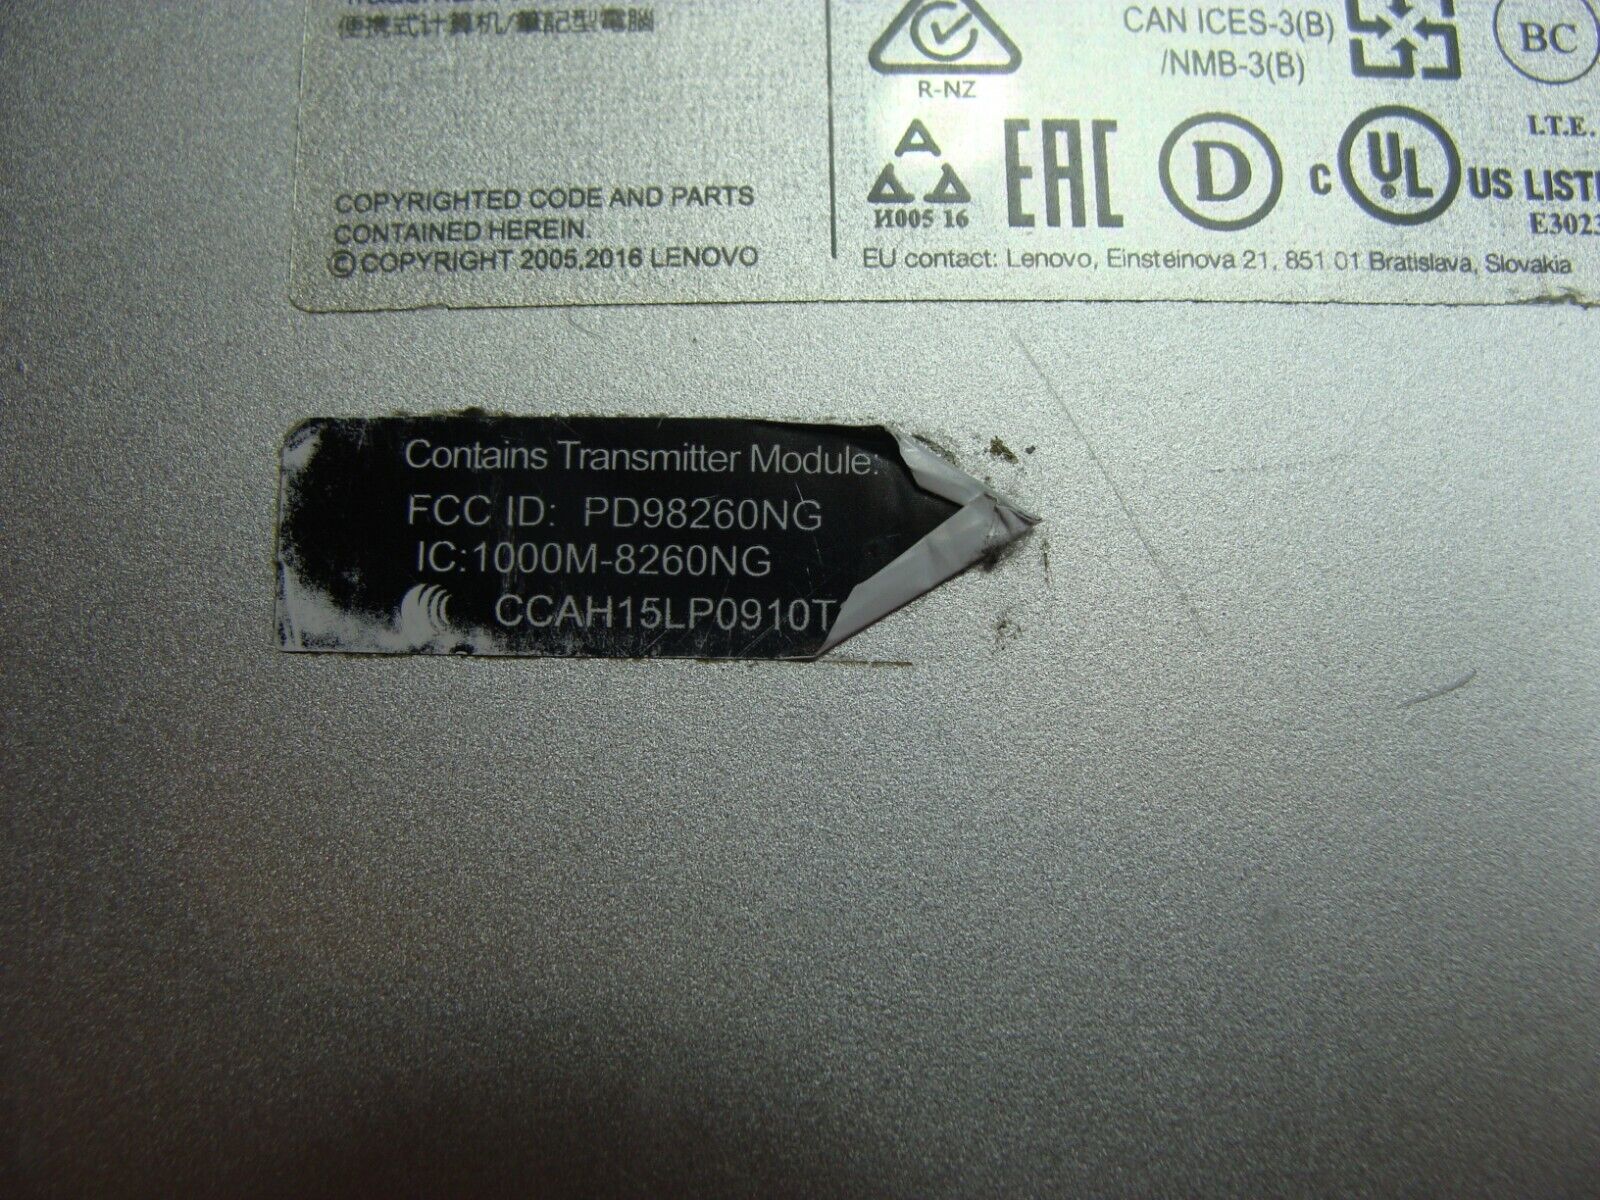 便携式计算机/筆記型電腦
COPYRIGHTED CODE AND PARTS
CONTAINED HEREIN.
©COPYRIGHT 2005,2016 LENOVO
R-NZ
CAN ICES-3(B)
/NMB-3(B)
BC
И005 16
EAC
D
C UL US LISTE
I.T.E.
E3023
EU contact: Lenovo, Einsteinova 21, 851 01 Bratislava, Slovakia
Contains Transmitter Module:
FCC ID: PD98260NG
IC:1000M-8260NG
CCAH15LP0910T